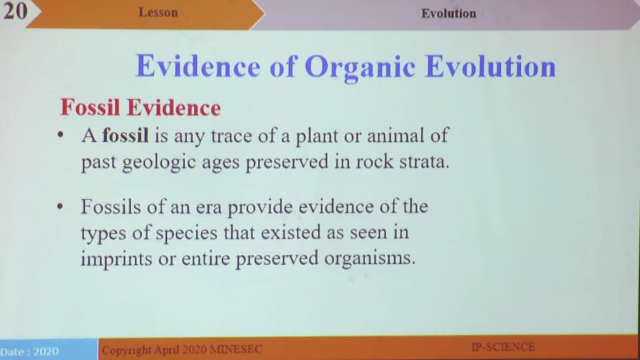 20
Lesson
Evolution
Evidence of Organic Evolution
Fossil Evidence
• A fossil is any trace of a plant or animal of
past geologic ages preserved in rock strata.
• Fossils of an era provide evidence of the
types of species that existed as seen in
imprints or entire preserved organisms.
Date : 2020
Copyright April 2020 MINESEC
IP-SCIENCE